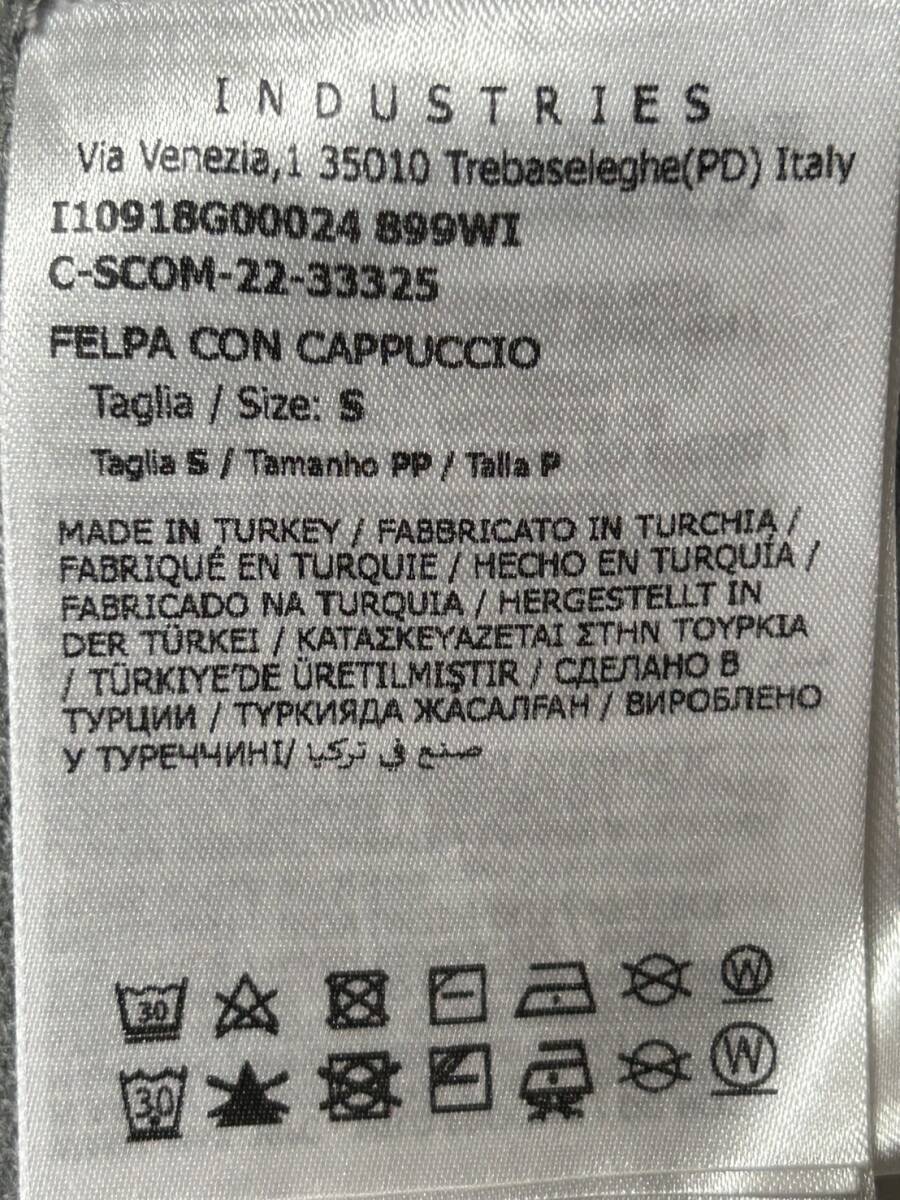 INDUSTRIES
Via Venezia,1 35010 Trebaseleghe(PD) Italy
I10918G00024 899WI
C-SCOM-22-33325
FELPA CON CAPPUCCIO
Taglia / Size: S
Taglia S / Tamanho PP / Talla P
MADE IN TURKEY / FABBRICATO IN TURCHIA /
FABRIQUÉ EN TURQUIE / HECHO EN TURQUÍA /
FABRICADO NA TURQUIA / HERGESTELLT IN
DER TÜRKEI / ΚΑΤΑΣΚΕΥΑΖΕΤΑΙ ΣΤΗΝ ΤΟΥΡΚΙΑ
/ TÜRKIYE'DE ÜRETILMIŞTIR / СДЕЛАНО В
ТУРЦИИ / ТҮРКИЯДА ЖАСАЛҒАН / ВИРОБЛЕНО
У ТУРЕЧЧИНІ/ صنع في تركيا
30 W
30 W